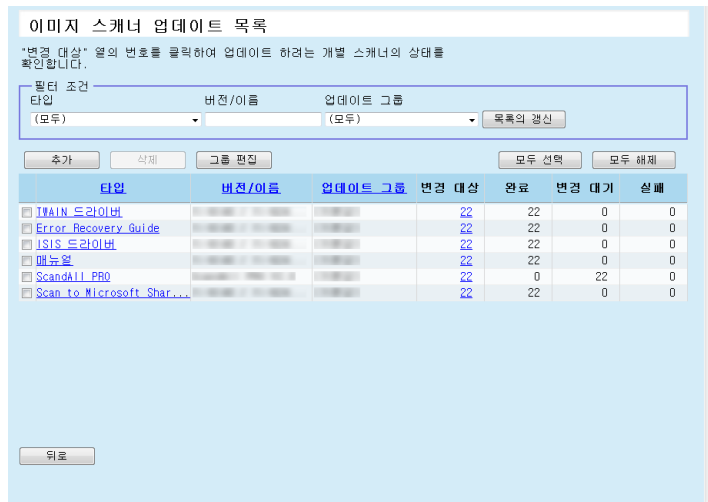 이미지 스캐너 업데이트 목록
"변경 대상" 열의 번호를 클릭하여 업데이트 하려는 개별 스캐너의 상태를
확인합니다.
필터 조건
타입 버전/이름 업데이트 그룹
(모두) (모두) 목록의 갱신
추가 삭제 그룹 편집 모두 선택 모두 해제
타입 버전/이름 업데이트 그룹 변경 대상 완료 변경 대기 실패
TWAIN 드라이버 22 22 0 0
Error Recovery Guide 22 22 0 0
ISIS 드라이버 22 22 0 0
매뉴얼 22 22 0 0
ScandAll PRO 22 0 22 0
Scan to Microsoft Shar... 22 22 0 0
뒤로